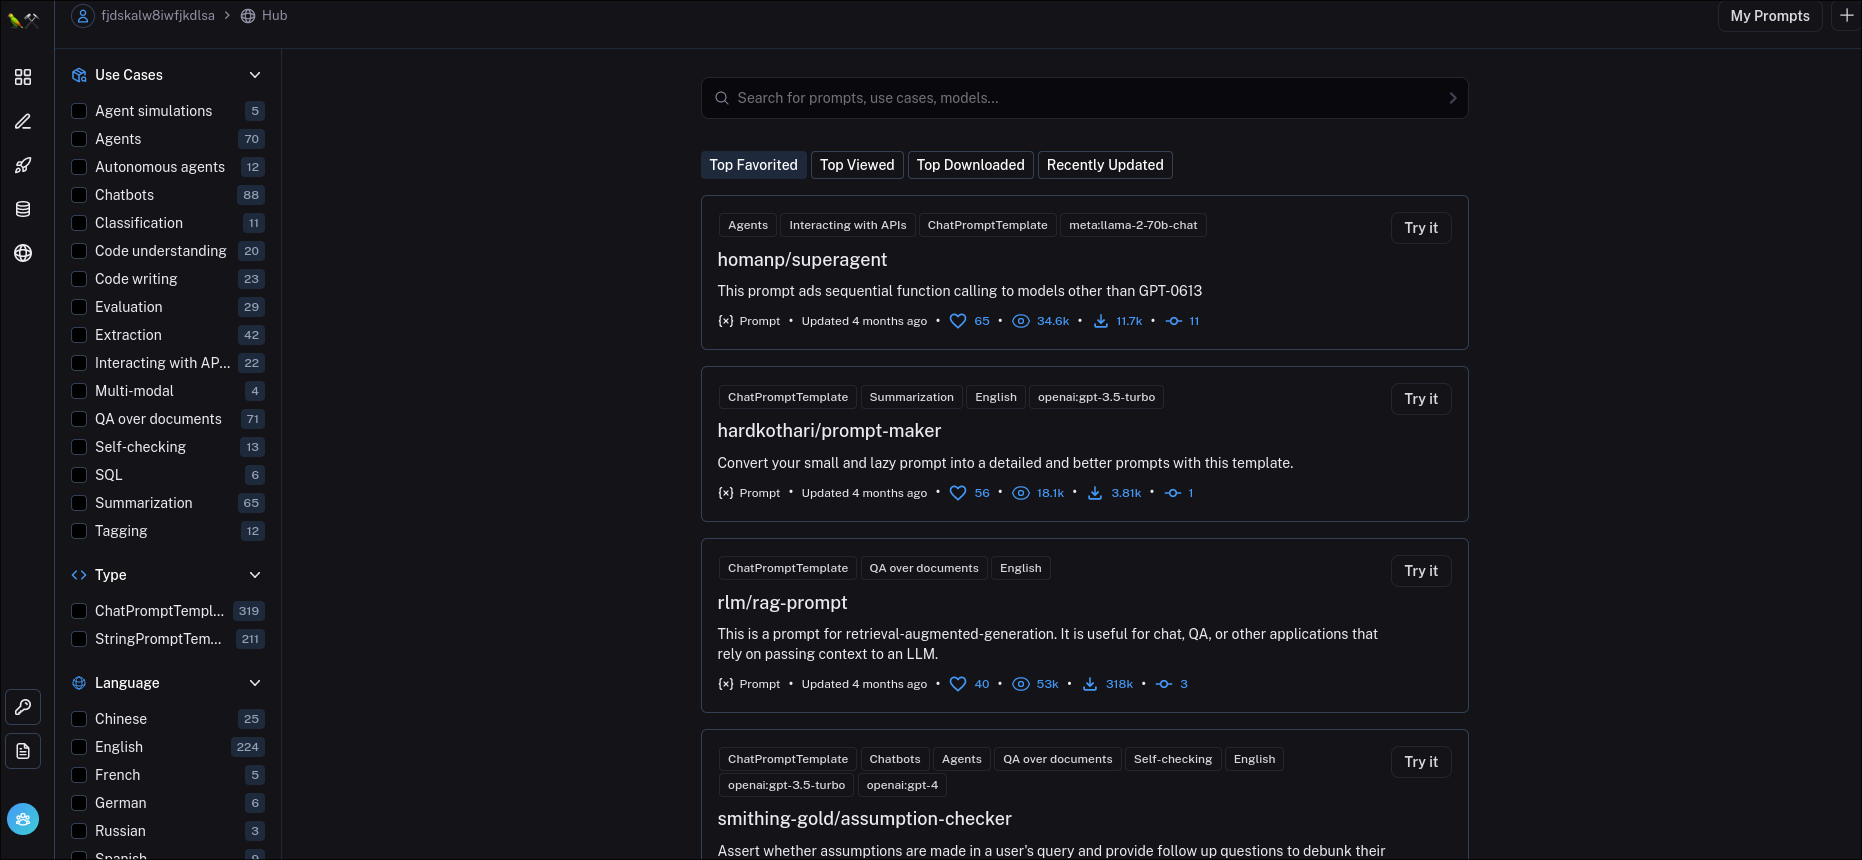 fjdskalw8iwfjkdlsa > Hub
My Prompts
Use Cases
Agent simulations 5
Agents 70
Autonomous agents 12
Chatbots 88
Classification 11
Code understanding 20
Code writing 23
Evaluation 29
Extraction 42
Interacting with AP... 22
Multi-modal 4
QA over documents 71
Self-checking 13
SQL 6
Summarization 65
Tagging 12
Type
ChatPromptTempl... 319
StringPromptTem... 211
Language
Chinese 25
English 224
French 5
German 6
Russian 3
Spanish 9
Search for prompts, use cases, models...
Top Favorited Top Viewed Top Downloaded Recently Updated
Agents Interacting with APIs ChatPromptTemplate meta:llama-2-70b-chat
Try it
homanp/superagent
This prompt ads sequential function calling to models other than GPT-0613
{×} Prompt • Updated 4 months ago • 65 • 34.6k • 11.7k • 11
ChatPromptTemplate Summarization English openai:gpt-3.5-turbo
Try it
hardkothari/prompt-maker
Convert your small and lazy prompt into a detailed and better prompts with this template.
{×} Prompt • Updated 4 months ago • 56 • 18.1k • 3.81k • 1
ChatPromptTemplate QA over documents English
Try it
rlm/rag-prompt
This is a prompt for retrieval-augmented-generation. It is useful for chat, QA, or other applications that
rely on passing context to an LLM.
{×} Prompt • Updated 4 months ago • 40 • 53k • 318k • 3
ChatPromptTemplate Chatbots Agents QA over documents Self-checking English
openai:gpt-3.5-turbo openai:gpt-4
Try it
smithing-gold/assumption-checker
Assert whether assumptions are made in a user's query and provide follow up questions to debunk their